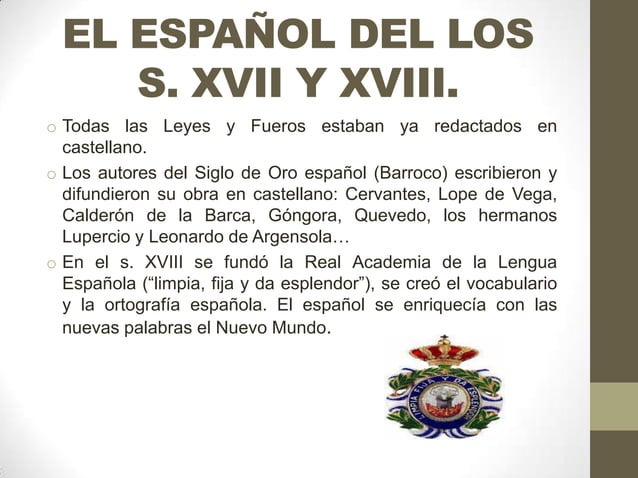 EL ESPAÑOL DEL LOS
S. XVII Y XVIII.
o Todas las Leyes y Fueros estaban ya redactados en
castellano.
o Los autores del Siglo de Oro español (Barroco) escribieron y
difundieron su obra en castellano: Cervantes, Lope de Vega,
Calderón de la Barca, Góngora, Quevedo, los hermanos
Lupercio y Leonardo de Argensola…
o En el s. XVIII se fundó la Real Academia de la Lengua
Española (“limpia, fija y da esplendor”), se creó el vocabulario
y la ortografía española. El español se enriquecía con las
nuevas palabras el Nuevo Mundo.
LIMPIA FIJA Y DA ESPLENDOR